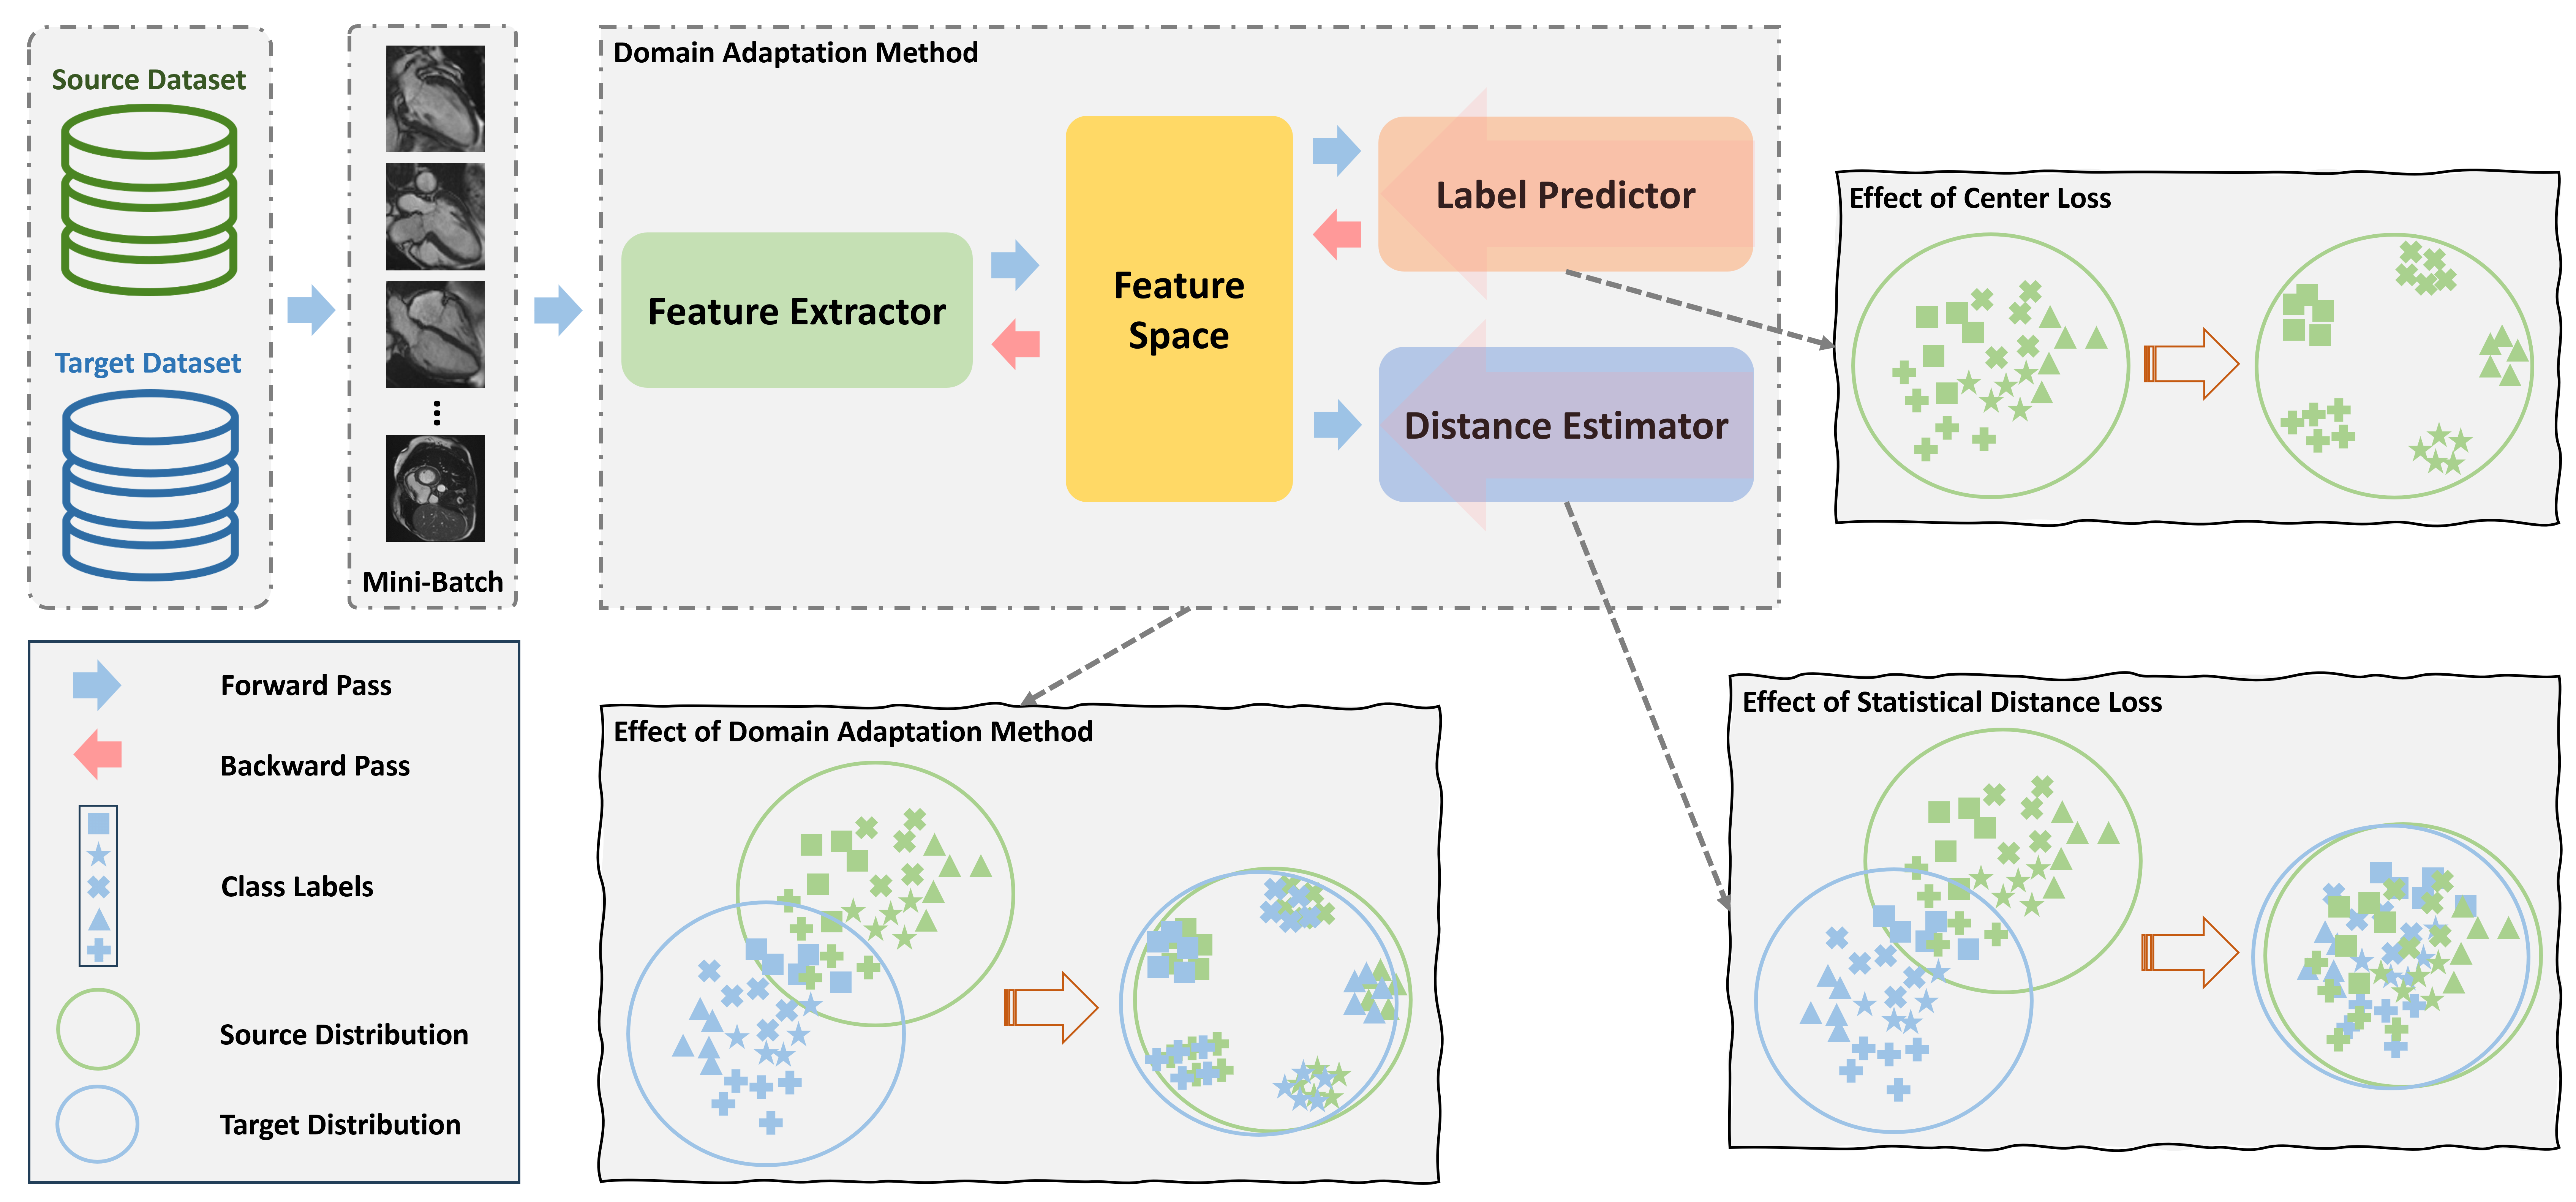 Source Dataset
Target Dataset
Mini-Batch
Domain Adaptation Method
Feature Extractor
Feature
Space
Label Predictor
Distance Estimator
Effect of Center Loss
Forward Pass
Backward Pass
Class Labels
Source Distribution
Target Distribution
Effect of Domain Adaptation Method
Effect of Statistical Distance Loss